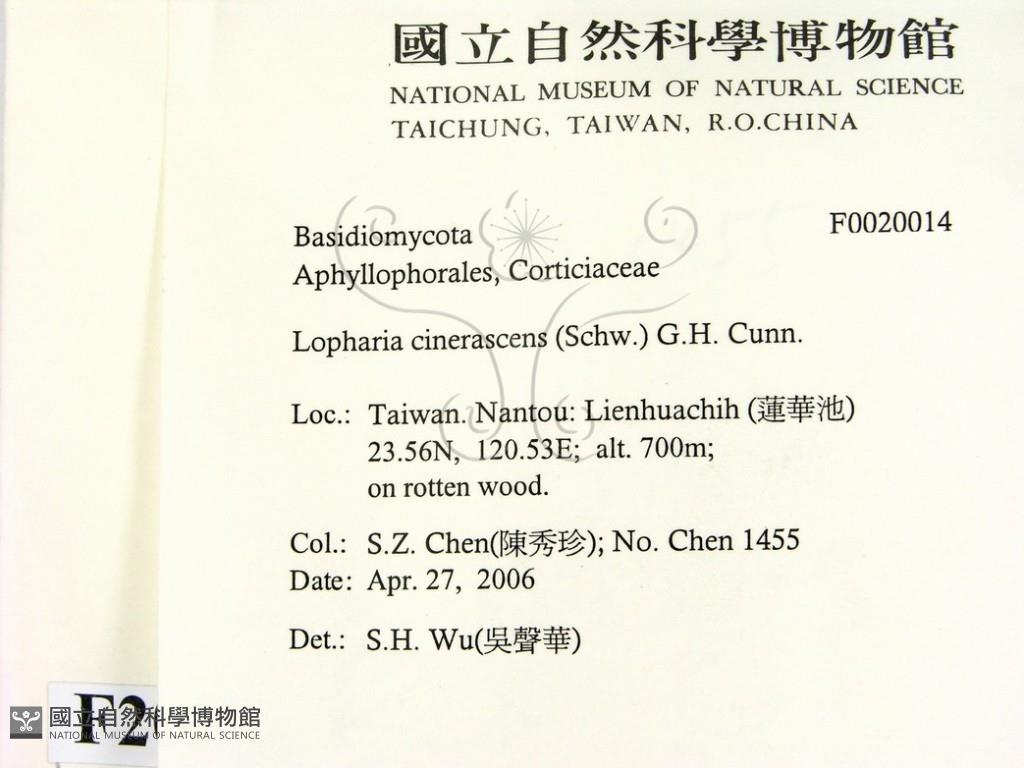 國立自然科學博物館
NATIONAL MUSEUM OF NATURAL SCIENCE
TAICHUNG, TAIWAN, R.O.CHINA
Basidiomycota F0020014
Aphyllophorales, Corticiaceae
Lopharia cinerascens (Schw.) G.H. Cunn.
Loc.: Taiwan. Nantou: Lienhuachih (蓮華池)
23.56N, 120.53E; alt. 700m;
on rotten wood.
Col.: S.Z. Chen(陳秀珍); No. Chen 1455
Date: Apr. 27, 2006
Det.: S.H. Wu(吳聲華)
F2
國立自然科學博物館
NATIONAL MUSEUM OF NATURAL SCIENCE